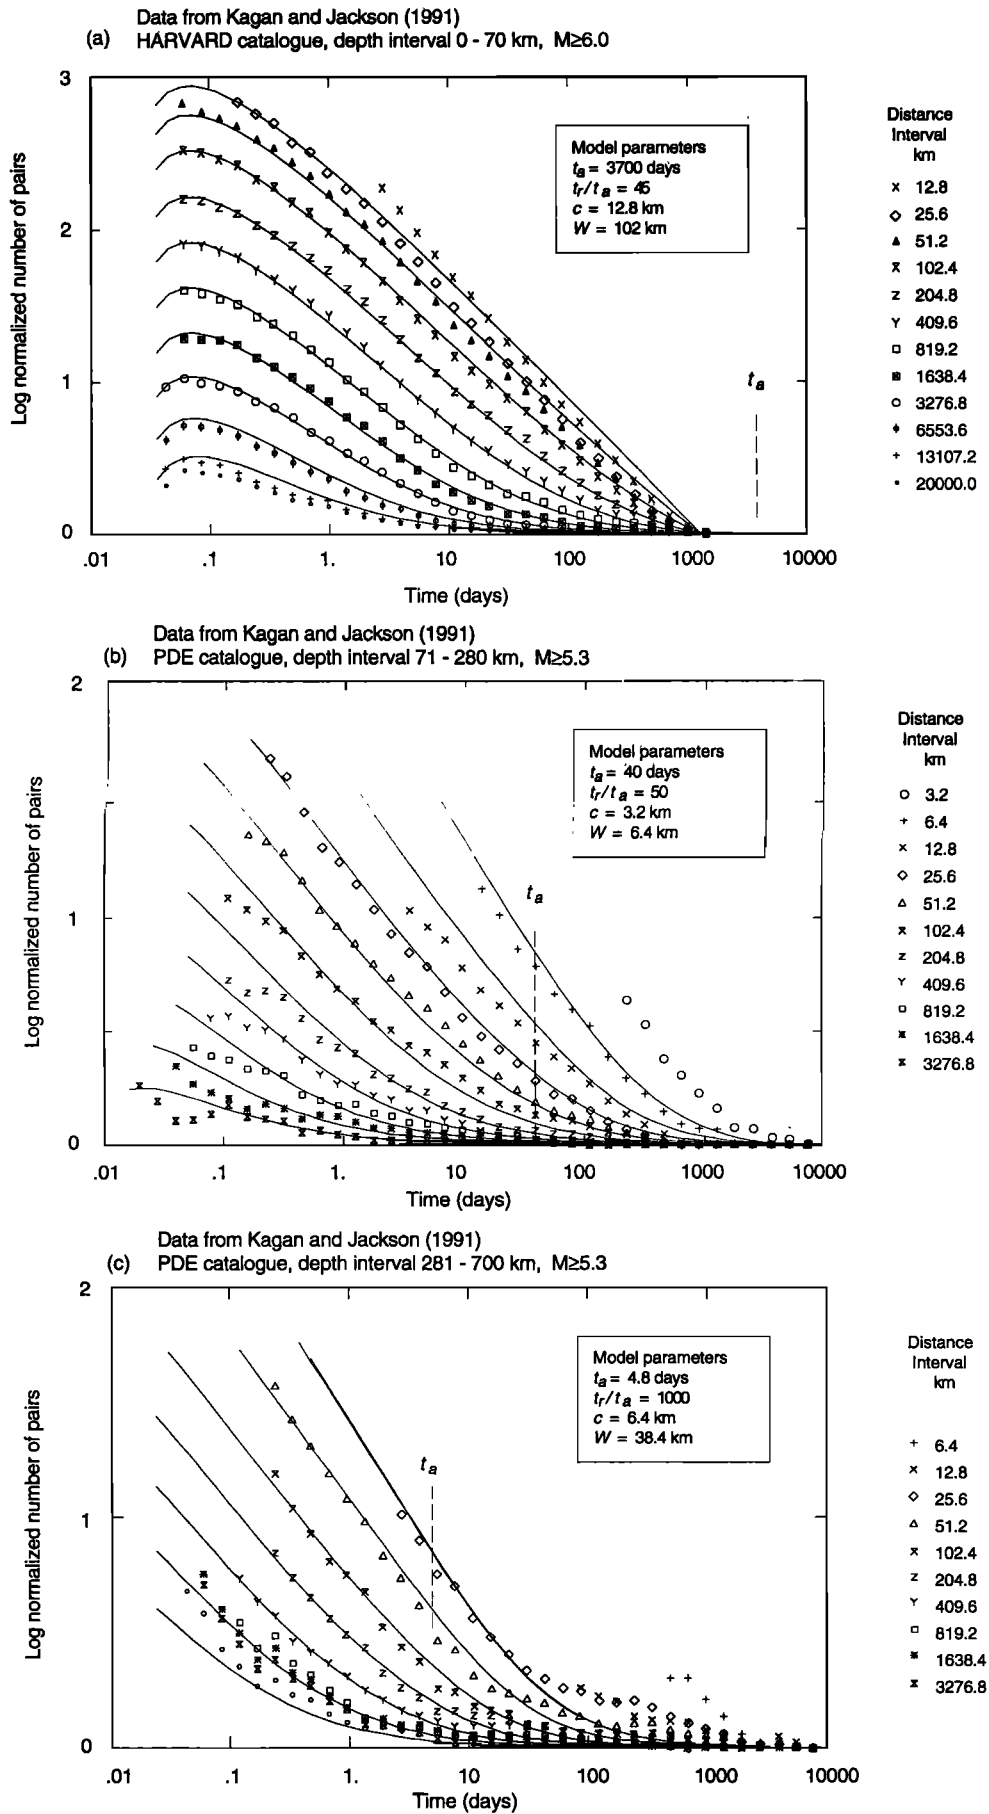 Data from Kagan and Jackson (1991)
(a) HARVARD catalogue, depth interval 0 - 70 km, M≥6.0
Log normalized number of pairs
3
2
1
0
.01 .1 1. 10 100 1000 10000
Time (days)
Model parameters
ta = 3700 days
tr/ta = 45
c = 12.8 km
W = 102 km
ta
Distance
Interval
km
12.8
25.6
51.2
102.4
204.8
409.6
819.2
1638.4
3276.8
6553.6
13107.2
20000.0
Data from Kagan and Jackson (1991)
(b) PDE catalogue, depth interval 71 - 280 km, M≥5.3
Log normalized number of pairs
2
1
0
.01 .1 1. 10 100 1000 10000
Time (days)
Model parameters
ta = 40 days
tr/ta = 50
c = 3.2 km
W = 6.4 km
ta
Distance
Interval
km
3.2
6.4
12.8
25.6
51.2
102.4
204.8
409.6
819.2
1638.4
3276.8
Data from Kagan and Jackson (1991)
(c) PDE catalogue, depth interval 281 - 700 km, M≥5.3
Log normalized number of pairs
2
1
0
.01 .1 1. 10 100 1000 10000
Time (days)
Model parameters
ta = 4.8 days
tr/ta = 1000
c = 6.4 km
W = 38.4 km
ta
Distance
Interval
km
6.4
12.8
25.6
51.2
102.4
204.8
409.6
819.2
1638.4
3276.8